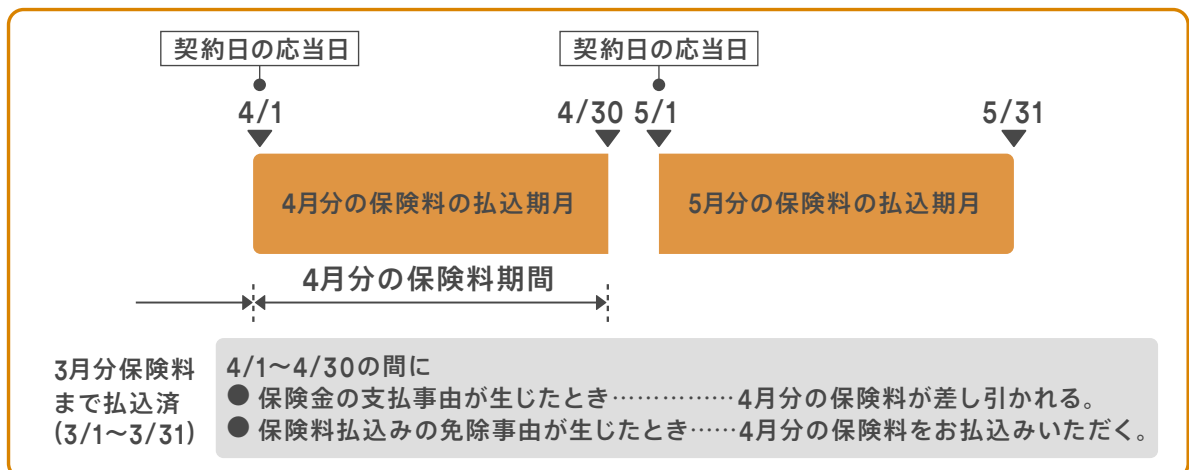 契約日の応当日
契約日の応当日
4/1
4/30
5/1
5/31
4月分の保険料の払込期月
5月分の保険料の払込期月
4月分の保険料期間
3月分保険料
まで払込済
(3/1〜3/31)
4/1〜4/30の間に
● 保険金の支払事由が生じたとき……………4月分の保険料が差し引かれる。
● 保険料払込みの免除事由が生じたとき……4月分の保険料をお払込みいただく。